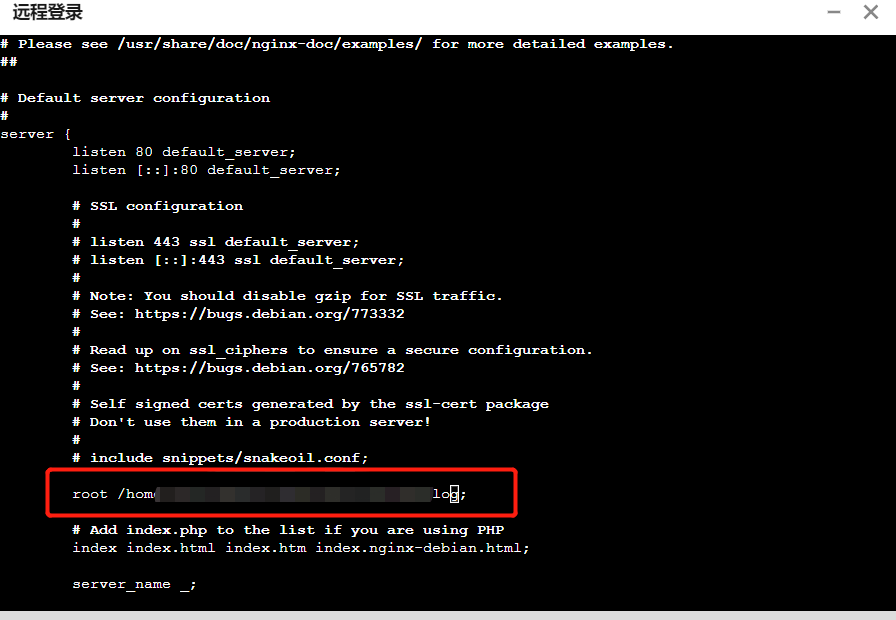 远程登录
# Please see /usr/share/doc/nginx-doc/examples/ for more detailed examples.
##
# Default server configuration
#
server {
listen 80 default_server;
listen [::]:80 default_server;
# SSL configuration
#
# listen 443 ssl default_server;
# listen [::]:443 ssl default_server;
#
# Note: You should disable gzip for SSL traffic.
# See: https://bugs.debian.org/773332
#
# Read up on ssl_ciphers to ensure a secure configuration.
# See: https://bugs.debian.org/765782
#
# Self signed certs generated by the ssl-cert package
# Don't use them in a production server!
#
# include snippets/snakeoil.conf;
root /hom log;
# Add index.php to the list if you are using PHP
index index.html index.htm index.nginx-debian.html;
server_name _;